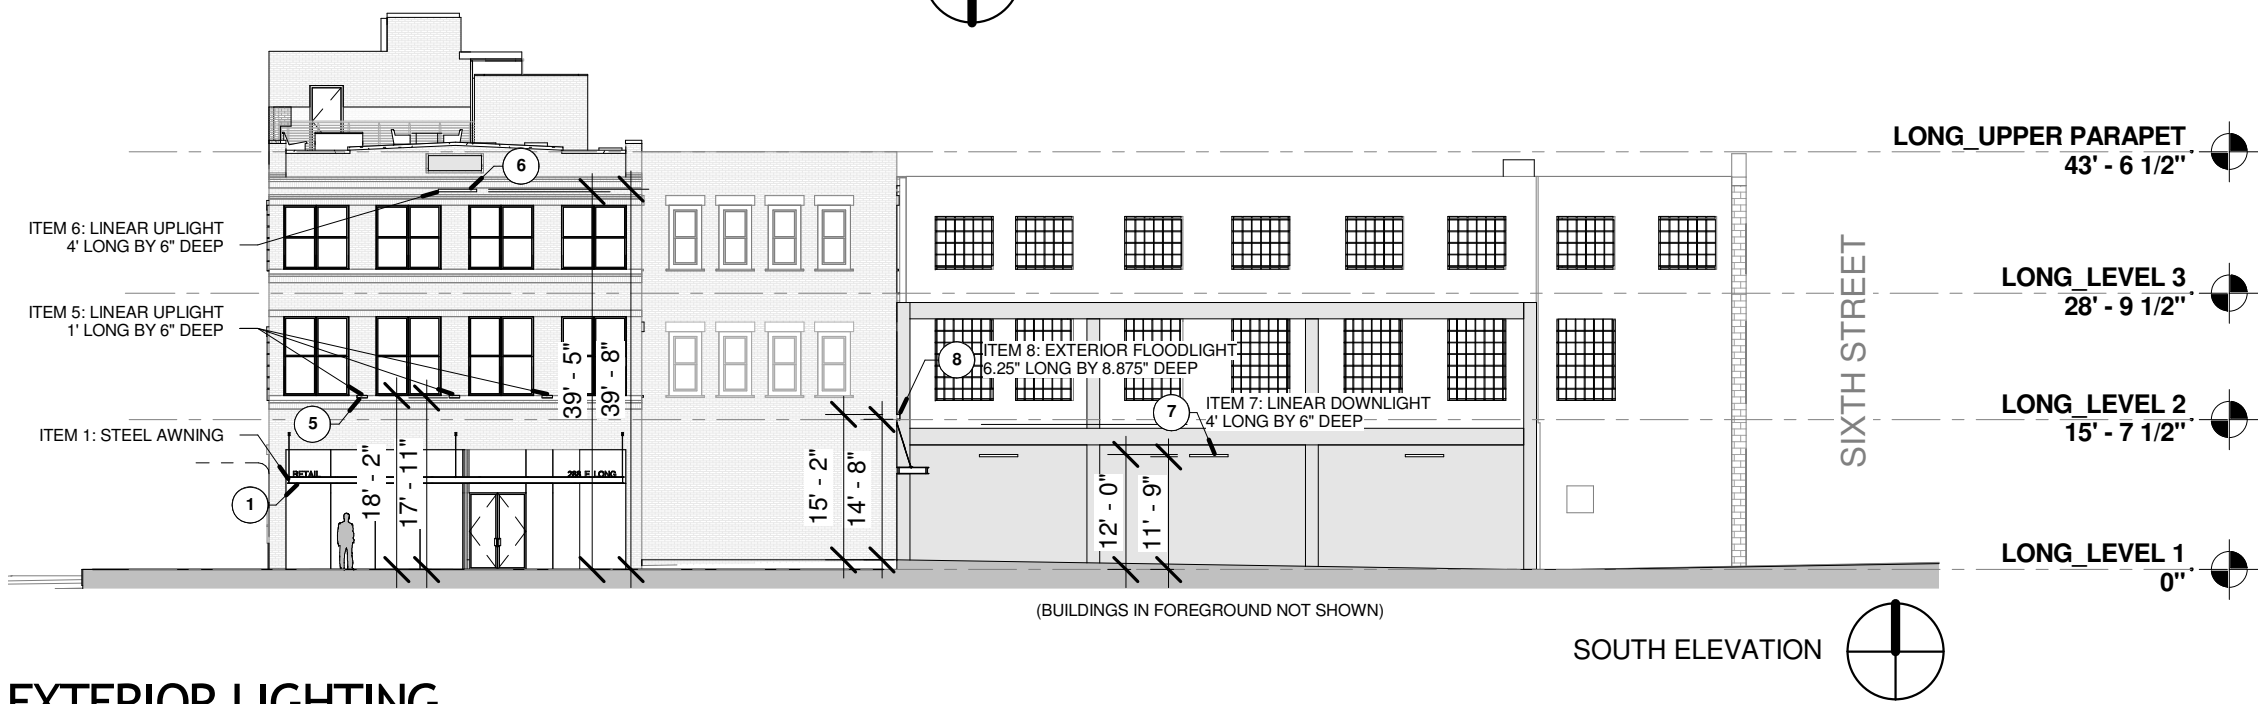 LONG_UPPER PARAPET
43' - 6 1/2"
6
ITEM 6: LINEAR UPLIGHT
4' LONG BY 6" DEEP
LONG_LEVEL 3
28' - 9 1/2"
SIXTH STREET
ITEM 5: LINEAR UPLIGHT
1' LONG BY 6" DEEP
39' - 5"
39' - 8"
8
ITEM 8: EXTERIOR FLOODLIGHT
6.25" LONG BY 8.875" DEEP
7
ITEM 7: LINEAR DOWNLIGHT
4' LONG BY 6" DEEP
LONG_LEVEL 2
15' - 7 1/2"
5
ITEM 1: STEEL AWNING
RETAIL
288 E LONG
1
18' - 2"
17' - 11"
15' - 2"
14' - 8"
12' - 0"
11' - 9"
LONG_LEVEL 1
0"
(BUILDINGS IN FOREGROUND NOT SHOWN)
SOUTH ELEVATION
EXTERIOR LIGHTING